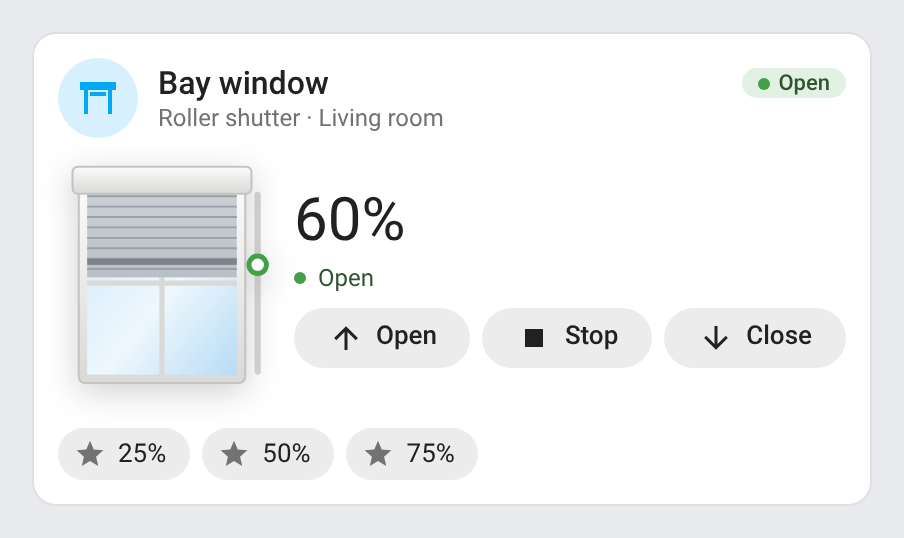 Bay window
Open
Roller shutter · Living room
60%
Open
Open
Stop
Close
25%
50%
75%